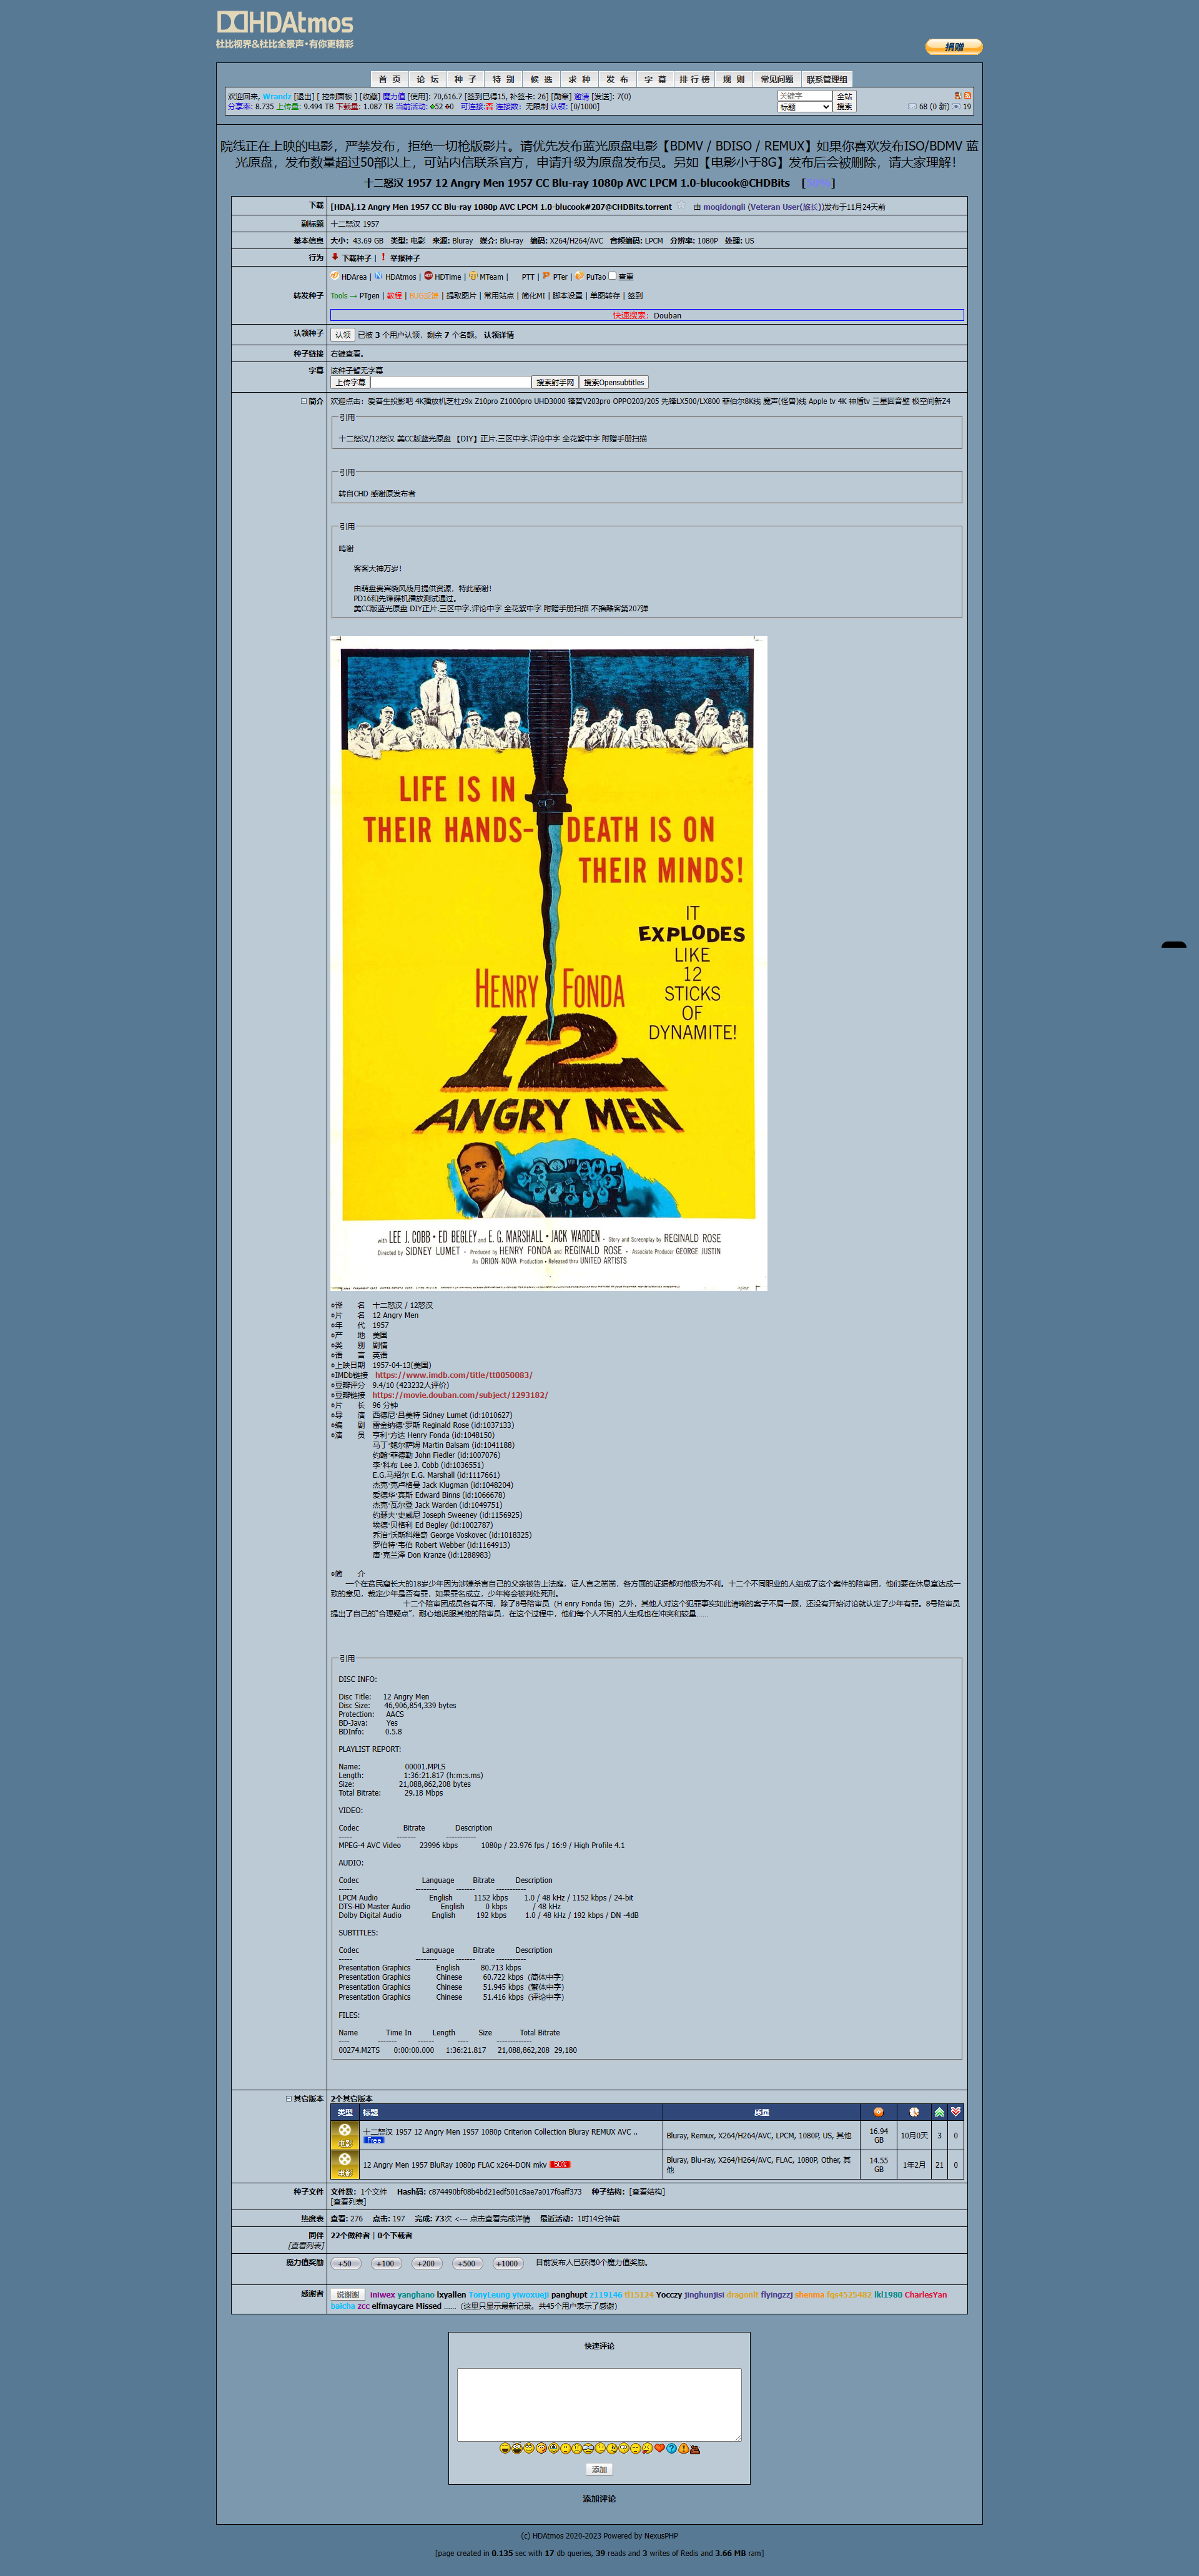 HDAtmos
杜比视界&杜比全景声·有你更精彩
捐赠
首 页 论 坛 种 子 特 别 候 选 求 种 发 布 字 幕 排 行 榜 规 则 常见问题 联系管理组
欢迎回来, Wrandz [退出] [ 控制面板 ] [收藏] 魔力值 [使用]: 70,616.7 [签到已得15, 补签卡: 26] [勋章] 邀请 [发送]: 7(0)
关键字 全站
分享率: 8.735 上传量: 9.494 TB 下载量: 1.087 TB 当前活动: 52 0 可连接:否 连接数: 无限制 认领: [0/1000]
标题 搜索 68 (0 新) 19
院线正在上映的电影，严禁发布，拒绝一切枪版影片。请优先发布蓝光原盘电影【BDMV / BDISO / REMUX】如果你喜欢发布ISO/BDMV 蓝
光原盘，发布数量超过50部以上，可站内信联系官方，申请升级为原盘发布员。另如【电影小于8G】发布后会被删除，请大家理解！
十二怒汉 1957 12 Angry Men 1957 CC Blu-ray 1080p AVC LPCM 1.0-blucook@CHDBits [50%]
下载 [HDA].12 Angry Men 1957 CC Blu-ray 1080p AVC LPCM 1.0-blucook#207@CHDBits.torrent 由 moqidongli (Veteran User(旅长))发布于11月24天前
副标题 十二怒汉 1957
基本信息 大小: 43.69 GB 类型: 电影 来源: Bluray 媒介: Blu-ray 编码: X264/H264/AVC 音频编码: LPCM 分辨率: 1080P 处理: US
行为 下载种子 | 举报种子
HDArea | HDAtmos | HDTime | MTeam | PTT | PTer | PuTao 查重
转发种子 Tools → PTgen | 教程 | BUG反馈 | 提取图片 | 常用站点 | 简化MI | 脚本设置 | 单图转存 | 签到
快速搜索： Douban
认领种子 认领 已被 3 个用户认领，剩余 7 个名额。 认领详情
种子链接 右键查看。
字幕 该种子暂无字幕
上传字幕 搜索射手网 搜索Opensubtitles
简介 欢迎点击：爱普生投影吧 4K播放机芝杜z9x Z10pro Z1000pro UHD3000 锋哲V203pro OPPO203/205 先锋LX500/LX800 菲伯尔8K线 魔声(怪兽)线 Apple tv 4K 神盾tv 三星回音壁 极空间新Z4
引用
十二怒汉/12怒汉 美CC版蓝光原盘 【DIY】正片.三区中字.评论中字 全花絮中字 附赠手册扫描
引用
转自CHD 感谢原发布者
引用
鸣谢
客客大神万岁！
由萌盘贵宾晓风残月提供资源，特此感谢！
PD16和先锋碟机播放测试通过。
美CC版蓝光原盘 DIY正片.三区中字.评论中字 全花絮中字 附赠手册扫描 不撸酷客第207弹
LIFE IS IN
THEIR HANDS- DEATH IS ON
THEIR MINDS!
IT
EXPLODES
LIKE
12
STICKS
OF
DYNAMITE!
HENRY FONDA
12
ANGRY MEN
with LEE J. COBB · ED BEGLEY and E. G. MARSHALL · JACK WARDEN · Story and Screenplay by REGINALD ROSE
Directed by SIDNEY LUMET · Produced by HENRY FONDA and REGINALD ROSE · Associate Producer GEORGE JUSTIN
An ORION-NOVA Production · Released thru UNITED ARTISTS
◎译 名 十二怒汉 / 12怒汉
◎片 名 12 Angry Men
◎年 代 1957
◎产 地 美国
◎类 别 剧情
◎语 言 英语
◎上映日期 1957-04-13(美国)
◎IMDb链接 https://www.imdb.com/title/tt0050083/
◎豆瓣评分 9.4/10 (423232人评价)
◎豆瓣链接 https://movie.douban.com/subject/1293182/
◎片 长 96 分钟
◎导 演 西德尼·吕美特 Sidney Lumet (id:1010627)
◎编 剧 雷金纳德·罗斯 Reginald Rose (id:1037133)
◎演 员 亨利·方达 Henry Fonda (id:1048150)
马丁·鲍尔萨姆 Martin Balsam (id:1041188)
约翰·菲德勒 John Fiedler (id:1007076)
李·科布 Lee J. Cobb (id:1036551)
E.G.马绍尔 E.G. Marshall (id:1117661)
杰克·克卢格曼 Jack Klugman (id:1048204)
爱德华·宾斯 Edward Binns (id:1066678)
杰克·瓦尔登 Jack Warden (id:1049751)
约瑟夫·史威尼 Joseph Sweeney (id:1156925)
埃德·贝格利 Ed Begley (id:1002787)
乔治·沃斯科维奇 George Voskovec (id:1018325)
罗伯特·韦伯 Robert Webber (id:1164913)
唐·克兰泽 Don Kranze (id:1288983)
◎简 介
一个在贫民窟长大的18岁少年因为涉嫌杀害自己的父亲被告上法庭，证人言之凿凿，各方面的证据都对他极为不利。十二个不同职业的人组成了这个案件的陪审团，他们要在休息室达成一
致的意见，裁定少年是否有罪，如果罪名成立，少年将会被判处死刑。
十二个陪审团成员各有不同，除了8号陪审员（H enry Fonda 饰）之外，其他人对这个犯罪事实如此清晰的案子不屑一顾，还没有开始讨论就认定了少年有罪。8号陪审员
提出了自己的“合理疑点”，耐心地说服其他的陪审员，在这个过程中，他们每个人不同的人生观也在冲突和较量……
引用
DISC INFO:
Disc Title: 12 Angry Men
Disc Size: 46,906,854,339 bytes
Protection: AACS
BD-Java: Yes
BDInfo: 0.5.8
PLAYLIST REPORT:
Name: 00001.MPLS
Length: 1:36:21.817 (h:m:s.ms)
Size: 21,088,862,208 bytes
Total Bitrate: 29.18 Mbps
VIDEO:
Codec Bitrate Description
----- ------- -----------
MPEG-4 AVC Video 23996 kbps 1080p / 23.976 fps / 16:9 / High Profile 4.1
AUDIO:
Codec Language Bitrate Description
----- -------- ------- -----------
LPCM Audio English 1152 kbps 1.0 / 48 kHz / 1152 kbps / 24-bit
DTS-HD Master Audio English 0 kbps / 48 kHz
Dolby Digital Audio English 192 kbps 1.0 / 48 kHz / 192 kbps / DN -4dB
SUBTITLES:
Codec Language Bitrate Description
----- -------- ------- -----------
Presentation Graphics English 80.713 kbps
Presentation Graphics Chinese 60.722 kbps（简体中字）
Presentation Graphics Chinese 51.945 kbps（繁体中字）
Presentation Graphics Chinese 51.416 kbps（评论中字）
FILES:
Name Time In Length Size Total Bitrate
---- ------- ------ ---- -------------
00274.M2TS 0:00:00.000 1:36:21.817 21,088,862,208 29,180
其它版本 2个其它版本
类型 标题 质量
电影 十二怒汉 1957 12 Angry Men 1957 1080p Criterion Collection Bluray REMUX AVC .. Free Bluray, Remux, X264/H264/AVC, LPCM, 1080P, US, 其他 16.94 GB 10月0天 3 0
电影 12 Angry Men 1957 BluRay 1080p FLAC x264-DON mkv 50% Bluray, Blu-ray, X264/H264/AVC, FLAC, 1080P, Other, 其他 14.55 GB 1年2月 21 0
种子文件 文件数：1个文件 Hash码: c874490bf08b4bd21edf501c8ae7a017f6aff373 种子结构：[查看结构]
[查看列表]
热度表 查看: 276 点击: 197 完成: 73次 <--- 点击查看完成详情 最近活动：1时14分钟前
同伴 22个做种者 | 0个下载者
[查看列表]
魔力值奖励 +50 +100 +200 +500 +1000 目前发布人已获得0个魔力值奖励。
感谢者 说谢谢 iniwex yanghano lxyallen TonyLeung yiwoxueji panghupt z119146 tl15124 Yocczy jinghunjisi dragonlf flyingzzj shenma fqs4525482 lkl1980 CharlesYan
baicha zcc elfmaycare Missed ......（这里只显示最新记录。共45个用户表示了感谢）
快速评论
添加
添加评论
(c) HDAtmos 2020-2023 Powered by NexusPHP
[page created in 0.135 sec with 17 db queries, 39 reads and 3 writes of Redis and 3.66 MB ram]